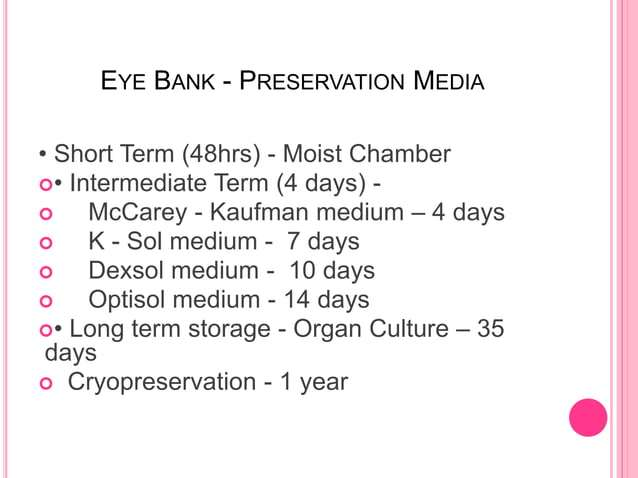 EYE BANK - PRESERVATION MEDIA
• Short Term (48hrs) - Moist Chamber
• Intermediate Term (4 days) -
McCarey - Kaufman medium – 4 days
K - Sol medium - 7 days
Dexsol medium - 10 days
Optisol medium - 14 days
• Long term storage - Organ Culture – 35
days
Cryopreservation - 1 year